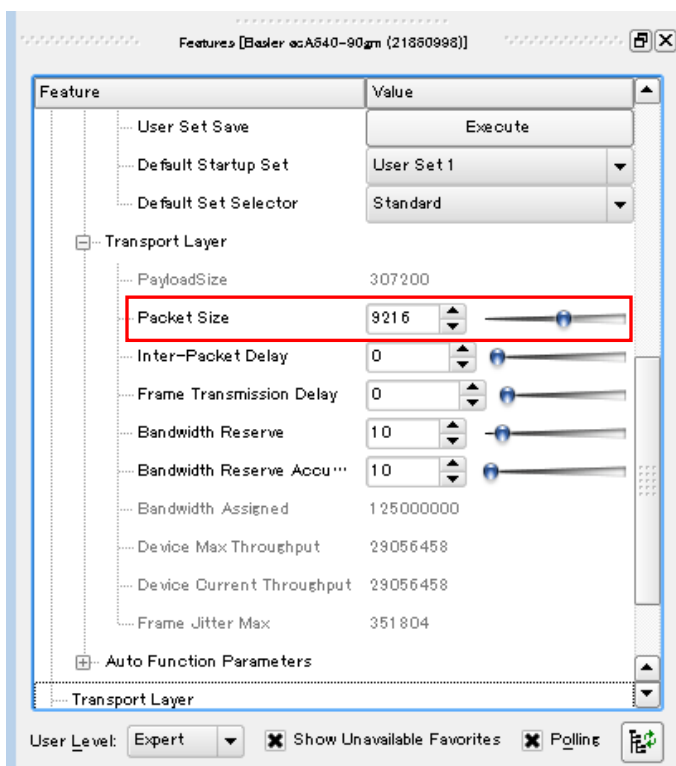 Features [Basler acA640-90gm (21850998)]
Feature Value
User Set Save Execute
Default Startup Set User Set 1
Default Set Selector Standard
Transport Layer
PayloadSize 307200
Packet Size 9216
Inter-Packet Delay 0
Frame Transmission Delay 0
Bandwidth Reserve 10
Bandwidth Reserve Accu… 10
Bandwidth Assigned 125000000
Device Max Throughput 29056458
Device Current Throughput 29056458
Frame Jitter Max 351804
Auto Function Parameters
Transport Layer
User Level: Expert Show Unavailable Favorites Polling